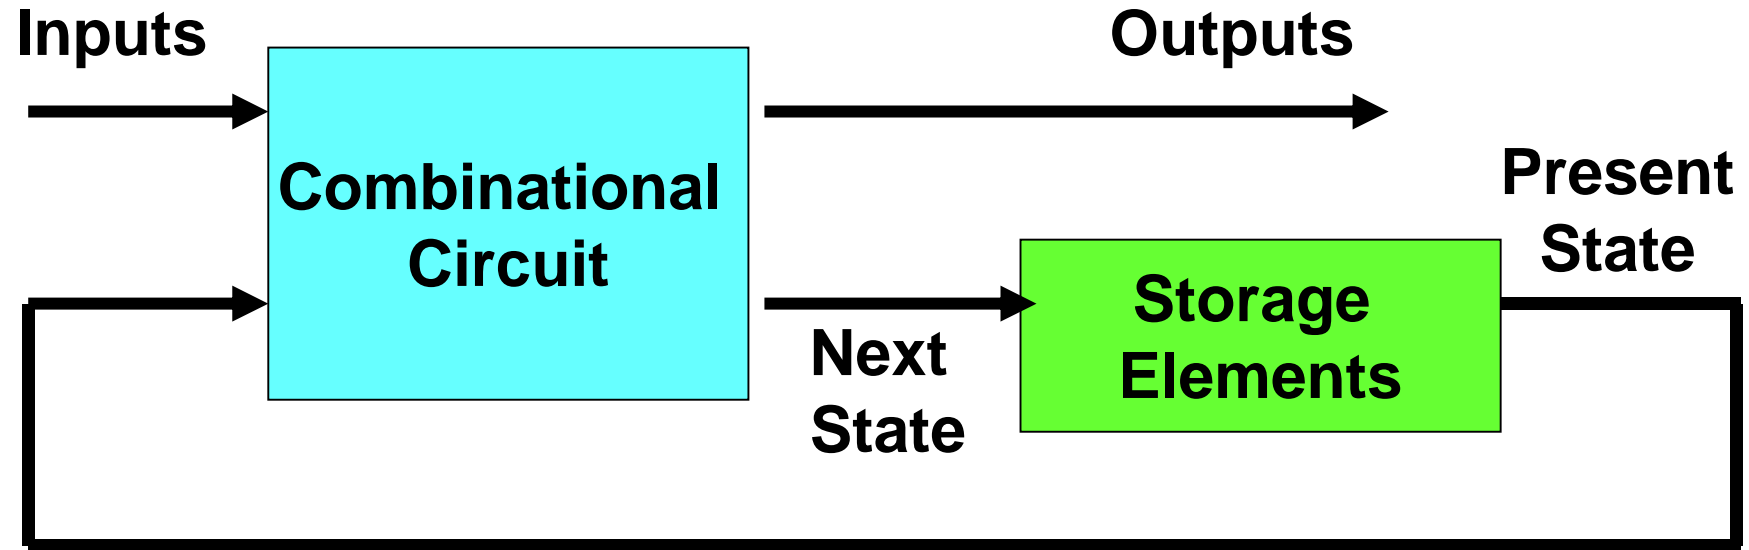 Inputs
Outputs
Combinational
Circuit
Present
State
Storage
Elements
Next
State